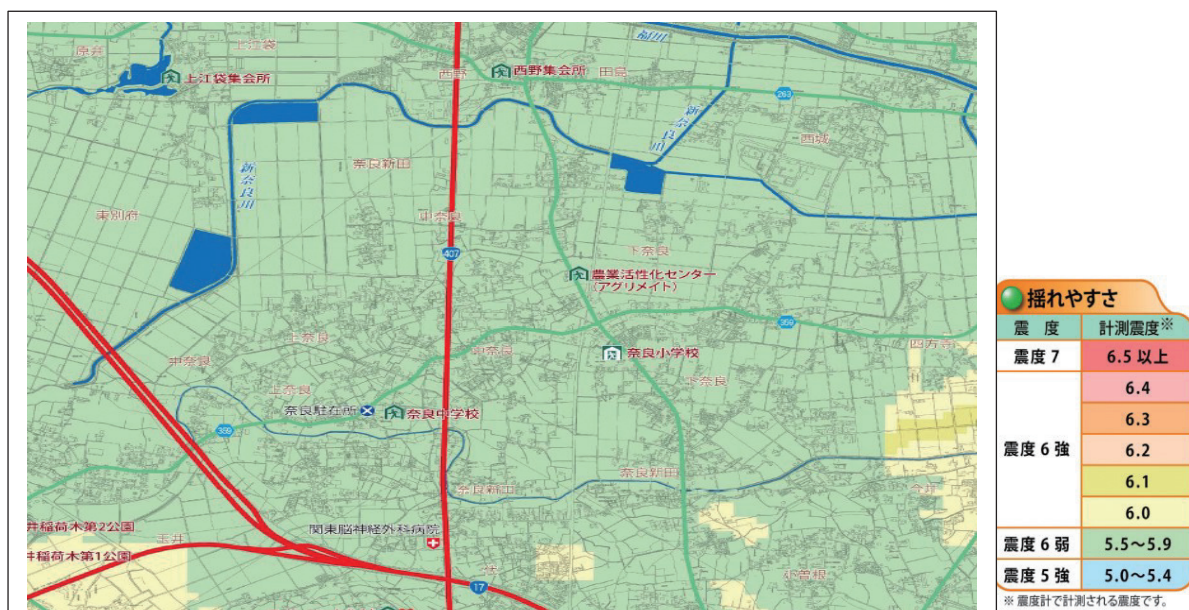 原井
上江袋
上江袋集会所
西野
西野集会所
田島
福川
263
新奈良川
西城
新奈良川
奈良新田
東別府
中奈良
407
下奈良
農業活性化センター
(アグリメイト)
359
四方寺
上奈良
中奈良
奈良小学校
中奈良
下奈良
上奈良
奈良駐在所
奈良中学校
359
奈良新田
奈良新田
今井
井稲荷木第2公園
玉井
関東脳神経外科病院
井稲荷木第1公園
17
上曽根
揺れやすさ
震 度
計測震度※
震度7
6.5以上
震度6強
6.4
6.3
6.2
6.1
6.0
震度6弱
5.5~5.9
震度5強
5.0~5.4
※ 震度計で計測される震度です。